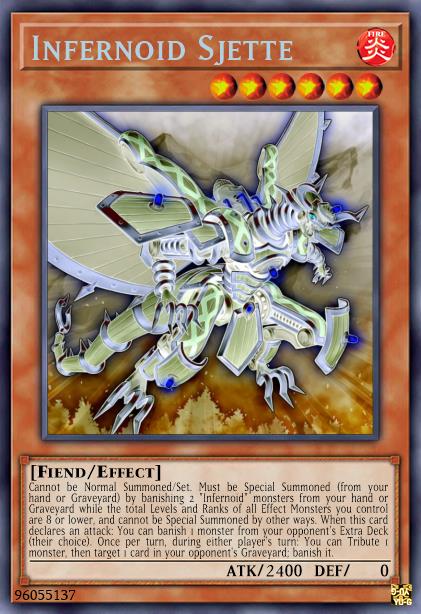 Infernoid Sjette
FIRE
炎
[Fiend/Effect]
Cannot be Normal Summoned/Set. Must be Special Summoned (from your
hand or Graveyard) by banishing 2 "Infernoid" monsters from your hand or
Graveyard while the total Levels and Ranks of all Effect Monsters you control
are 8 or lower, and cannot be Special Summoned by other ways. When this card
declares an attack: You can banish 1 monster from your opponent's Extra Deck
(their choice). Once per turn, during either player's turn: You can Tribute 1
monster, then target 1 card in your opponent's Graveyard; banish it.
ATK/2400 DEF/ 0
96055137